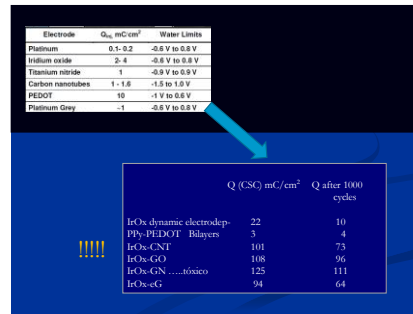 Electrode Qinj, mC/cm² Water Limits
Platinum 0.1- 0.2 -0.6 V to 0.8 V
Iridium oxide 2- 4 -0.6 V to 0.8 V
Titanium nitride 1 -0.9 V to 0.9 V
Carbon nanotubes 1 - 1.6 -1.5 to 1.0 V
PEDOT 10 -1 V to 0.6 V
Platinum Grey ~1 -0.6 V to 0.8 V
Q (CSC) mC/cm² Q after 1000
cycles
IrOx dynamic electrodep- 22 10
PPy-PEDOT Bilayers 3 4
!!!!! IrOx-CNT 101 73
IrOx-GO 108 96
IrOx-GN .....tóxico 125 111
IrOx-eG 94 64